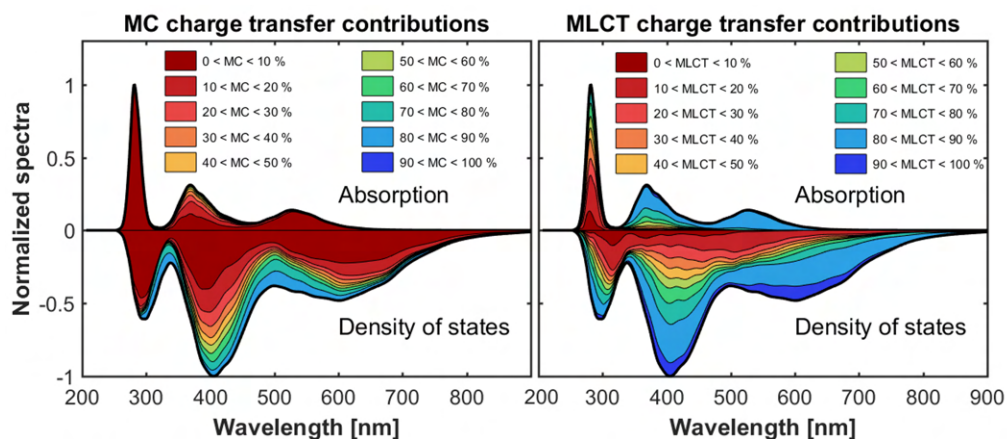 MC charge transfer contributions
MLCT charge transfer contributions
0 < MC < 10 %
10 < MC < 20 %
20 < MC < 30 %
30 < MC < 40 %
40 < MC < 50 %
50 < MC < 60 %
60 < MC < 70 %
70 < MC < 80 %
80 < MC < 90 %
90 < MC < 100 %
0 < MLCT < 10 %
10 < MLCT < 20 %
20 < MLCT < 30 %
30 < MLCT < 40 %
40 < MLCT < 50 %
50 < MLCT < 60 %
60 < MLCT < 70 %
70 < MLCT < 80 %
80 < MLCT < 90 %
90 < MLCT < 100 %
Normalized spectra
1
0.5
0
-0.5
-1
Absorption
Density of states
Absorption
Density of states
200 300 400 500 600 700 800
200 300 400 500 600 700 800 900
Wavelength [nm]
Wavelength [nm]